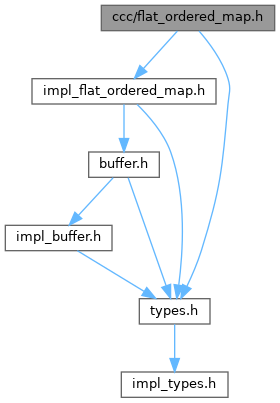 ccc/flat_ordered_map.h
impl_flat_ordered_map.h
buffer.h
impl_buffer.h
types.h
impl_types.h